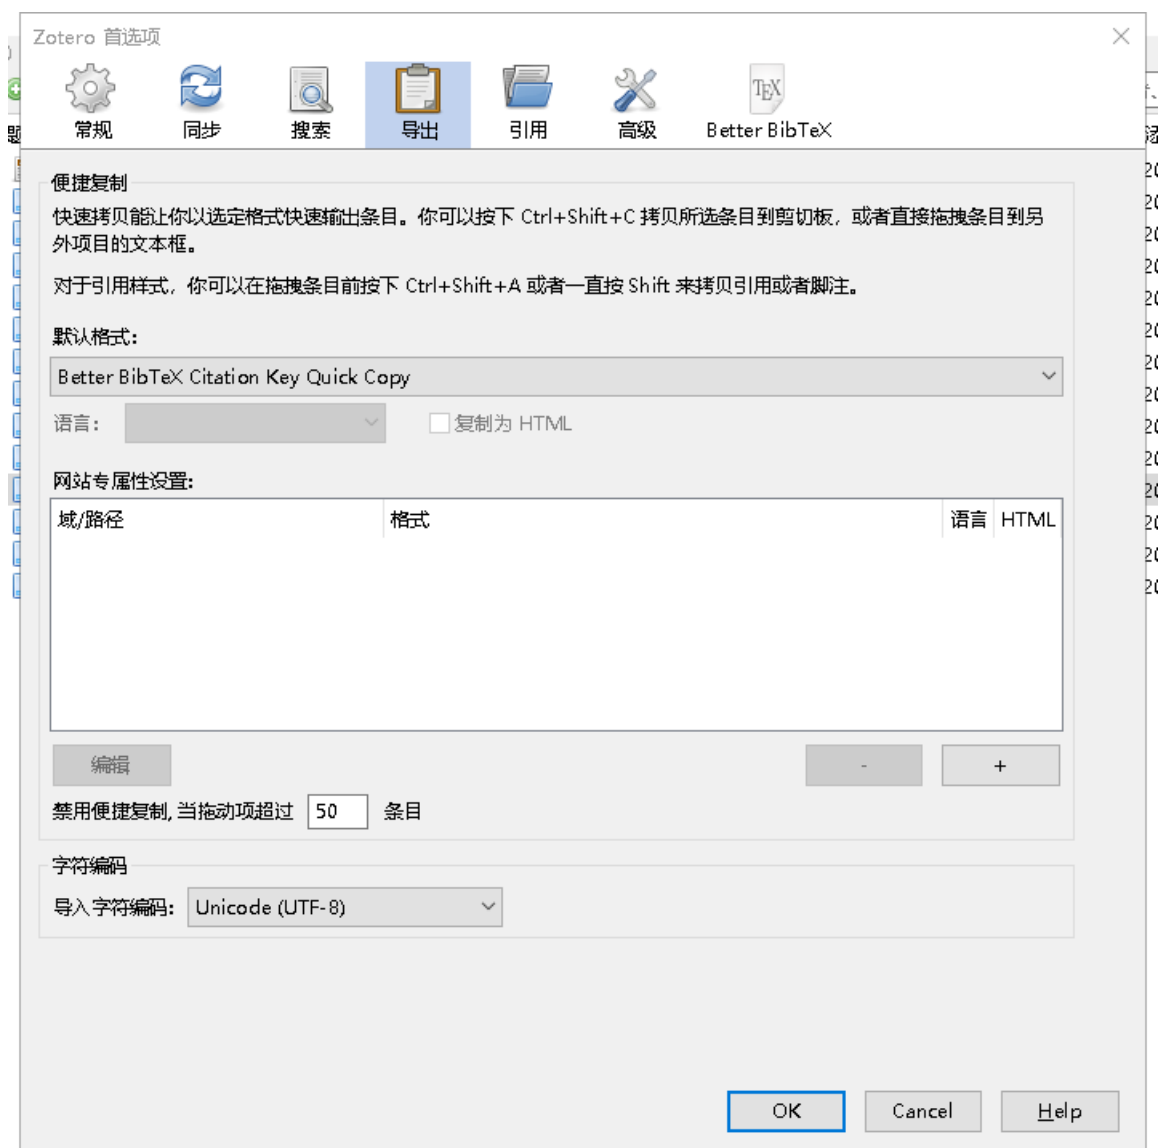 Zotero 首选项
常规 同步 搜索 导出 引用 高级 Better BibTeX
便捷复制
快速拷贝能让你以选定格式快速输出条目。你可以按下 Ctrl+Shift+C 拷贝所选条目到剪切板，或者直接拖拽条目到另
外项目的文本框。
对于引用样式，你可以在拖拽条目前按下 Ctrl+Shift+A 或者一直按 Shift 来拷贝引用或者脚注。
默认格式:
Better BibTeX Citation Key Quick Copy
语言: 复制为 HTML
网站专属性设置:
域/路径 格式 语言 HTML
编辑 - +
禁用便捷复制, 当拖动项超过 50 条目
字符编码
导入字符编码: Unicode (UTF-8)
OK Cancel Help